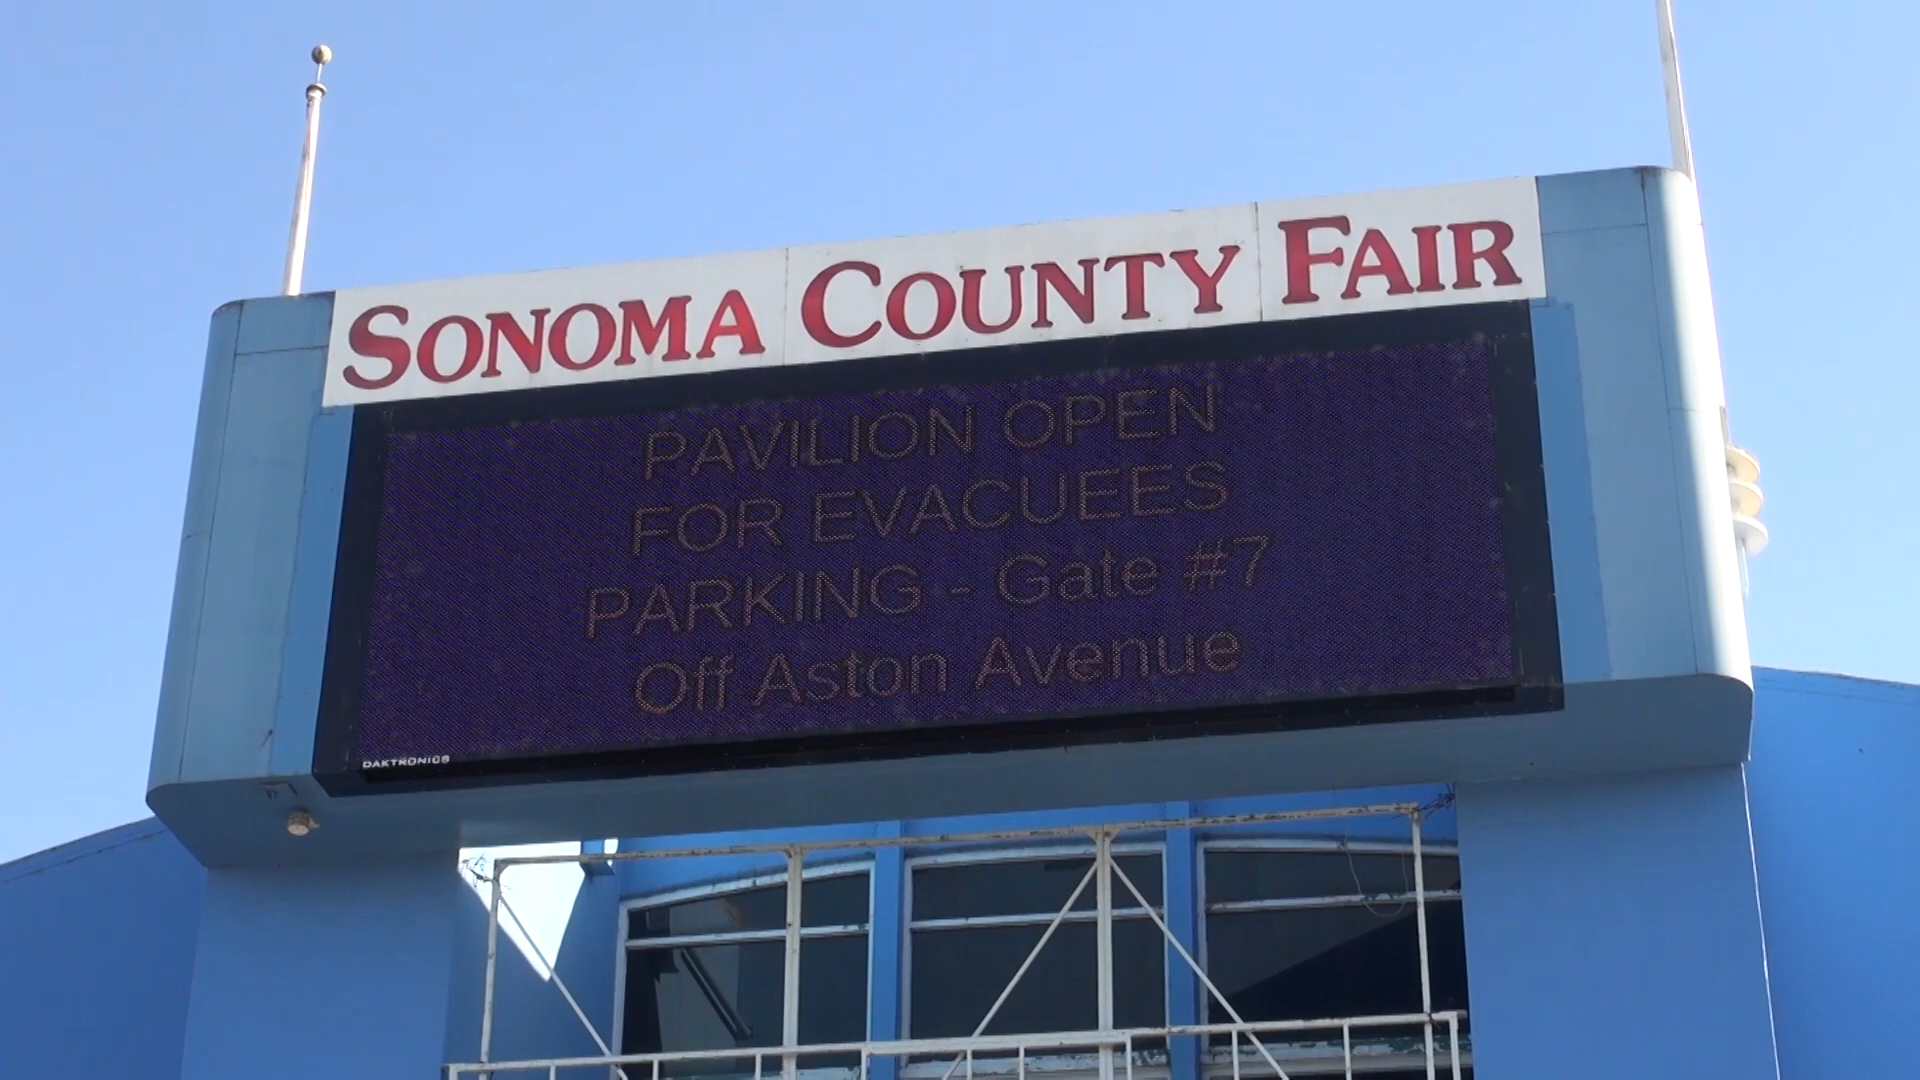 SONOMA COUNTY FAIR
PAVILION OPEN
FOR EVACUEES
PARKING - Gate #7
Off Aston Avenue
DAKTRONICS